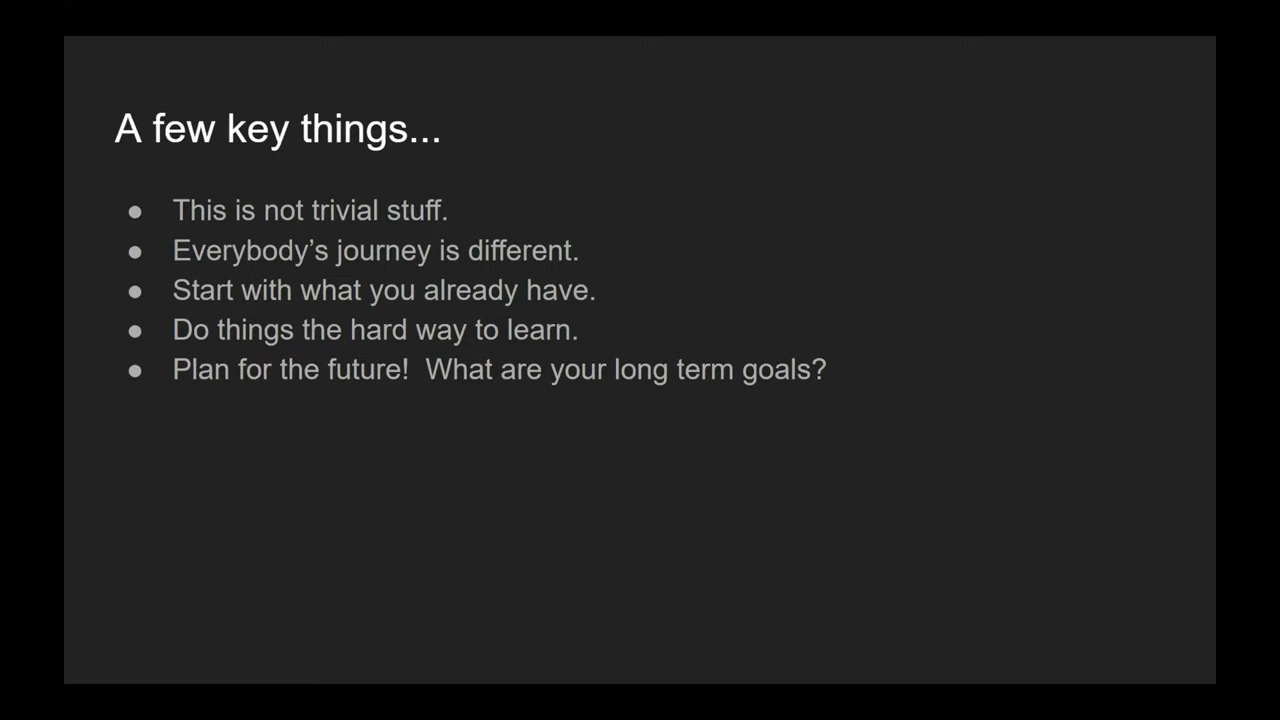 A few key things...
● This is not trivial stuff.
● Everybody’s journey is different.
● Start with what you already have.
● Do things the hard way to learn.
● Plan for the future!  What are your long term goals?